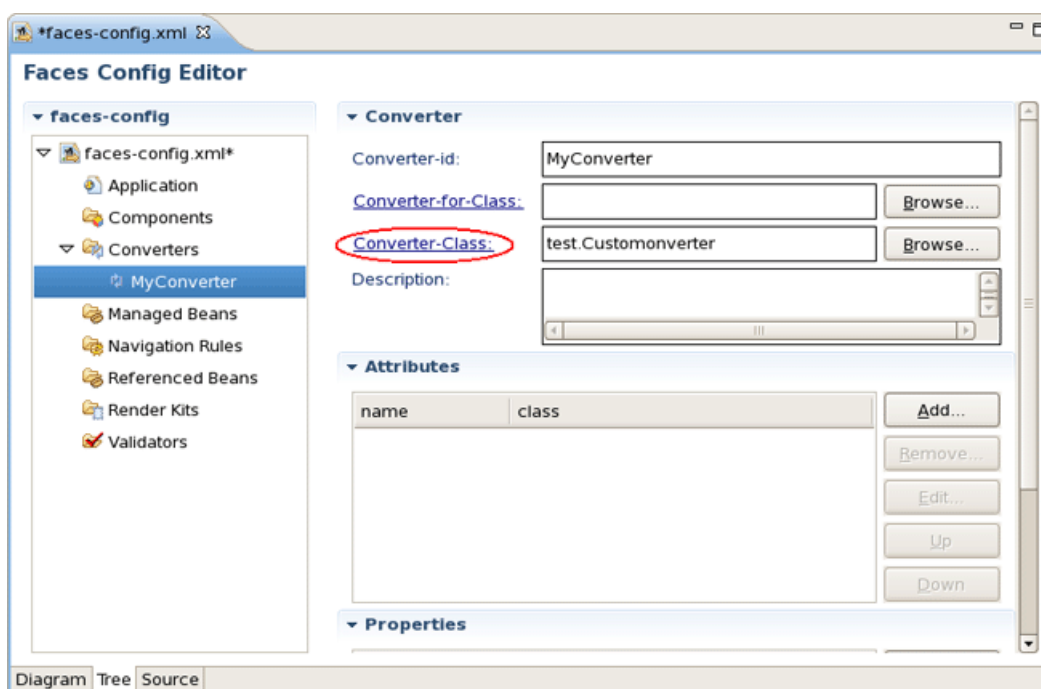 *faces-config.xml
Faces Config Editor
faces-config
faces-config.xml*
Application
Components
Converters
MyConverter
Managed Beans
Navigation Rules
Referenced Beans
Render Kits
Validators
Converter
Converter-id: MyConverter
Converter-for-Class: Browse...
Converter-Class: test.Customonverter Browse...
Description:
Attributes
name class Add...
Remove...
Edit...
Up
Down
Properties
Diagram Tree Source